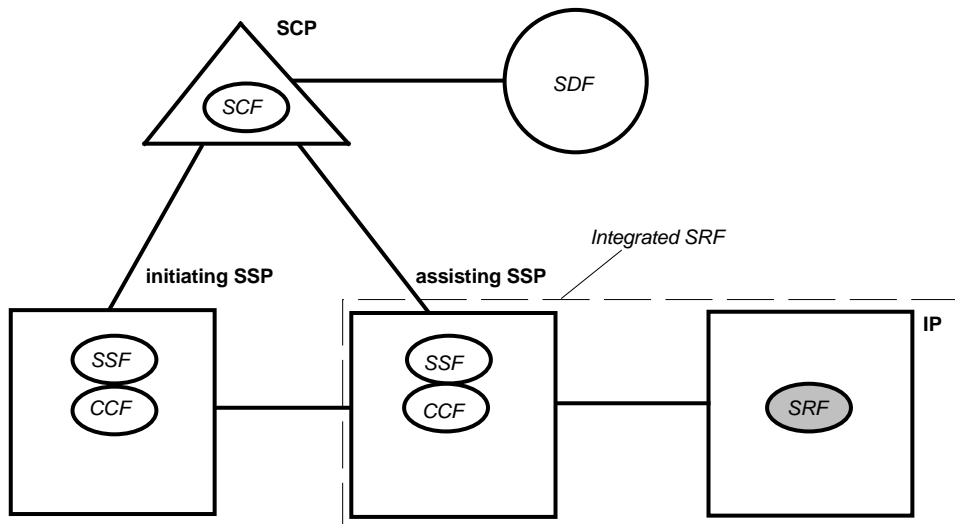 SCP
SDF
SCF
Integrated SRF
initiating SSP
assisting SSP
IP
SSF
SSF
CCF
CCF
SRF